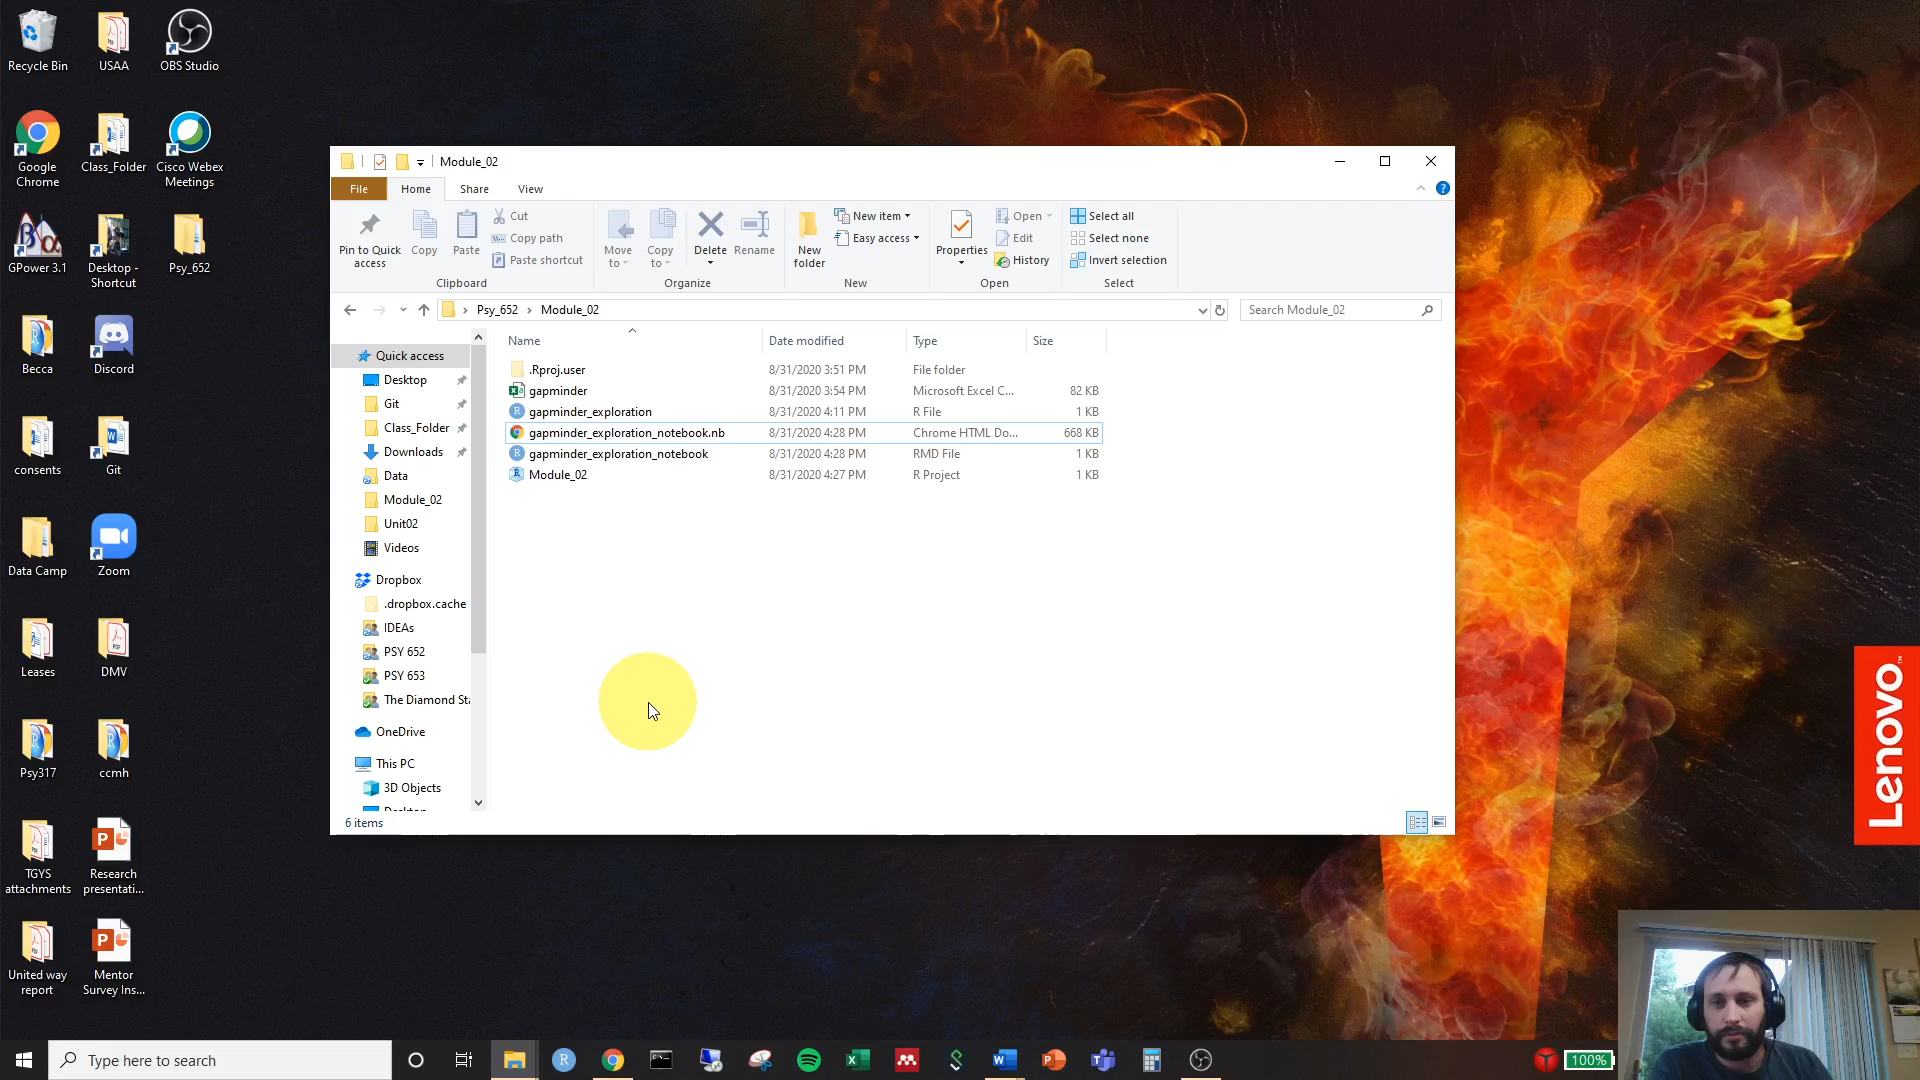 Recycle Bin
USAA
OBS Studio
Google
Chrome
Class_Folder
Cisco Webex
Meetings
GPower 3.1
Desktop -
Shortcut
Psy_652
Becca
Discord
consents
Git
Data Camp
Zoom
Leases
DMV
Psy317
ccmh
TGYS
attachments
Research
presentati...
United way
report
Mentor
Survey Ins...
Module_02
File
Home
Share
View
Pin to Quick
access
Copy
Paste
Cut
Copy path
Paste shortcut
Clipboard
Move
to
Copy
to
Delete
Rename
Organize
New
folder
New item
Easy access
New
Properties
Open
Edit
History
Open
Select all
Select none
Invert selection
Select
Psy_652 › Module_02
Search Module_02
Name Date modified Type Size
.Rproj.user 8/31/2020 3:51 PM File folder
gapminder 8/31/2020 3:54 PM Microsoft Excel C... 82 KB
gapminder_exploration 8/31/2020 4:11 PM R File 1 KB
gapminder_exploration_notebook.nb 8/31/2020 4:28 PM Chrome HTML Do... 668 KB
gapminder_exploration_notebook 8/31/2020 4:28 PM RMD File 1 KB
Module_02 8/31/2020 4:27 PM R Project 1 KB
Quick access
Desktop
Git
Class_Folder
Downloads
Data
Module_02
Unit02
Videos
Dropbox
.dropbox.cache
IDEAs
PSY 652
PSY 653
The Diamond Sta
OneDrive
This PC
3D Objects
Desktop
6 items
Lenovo
Type here to search
100%